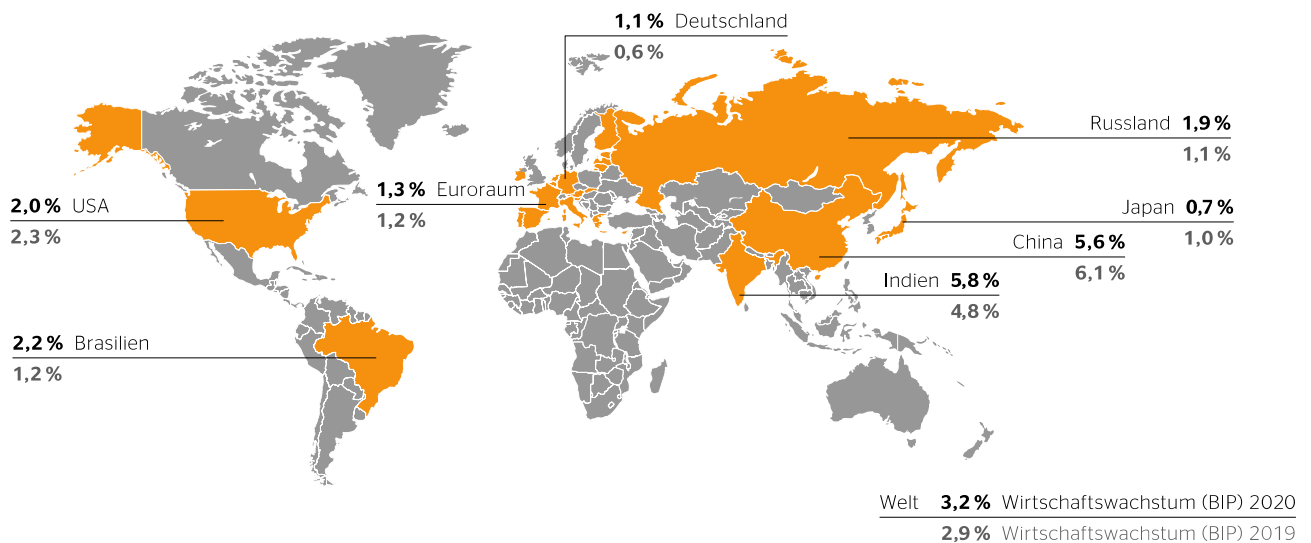 1,1 % Deutschland
0,6 %
Russland 1,9 %
1,1 %
1,3 % Euroraum
1,2 %
2,0 % USA
2,3 %
Japan 0,7 %
1,0 %
China 5,6 %
6,1 %
Indien 5,8 %
4,8 %
2,2 % Brasilien
1,2 %
Welt 3,2 % Wirtschaftswachstum (BIP) 2020
2,9 % Wirtschaftswachstum (BIP) 2019